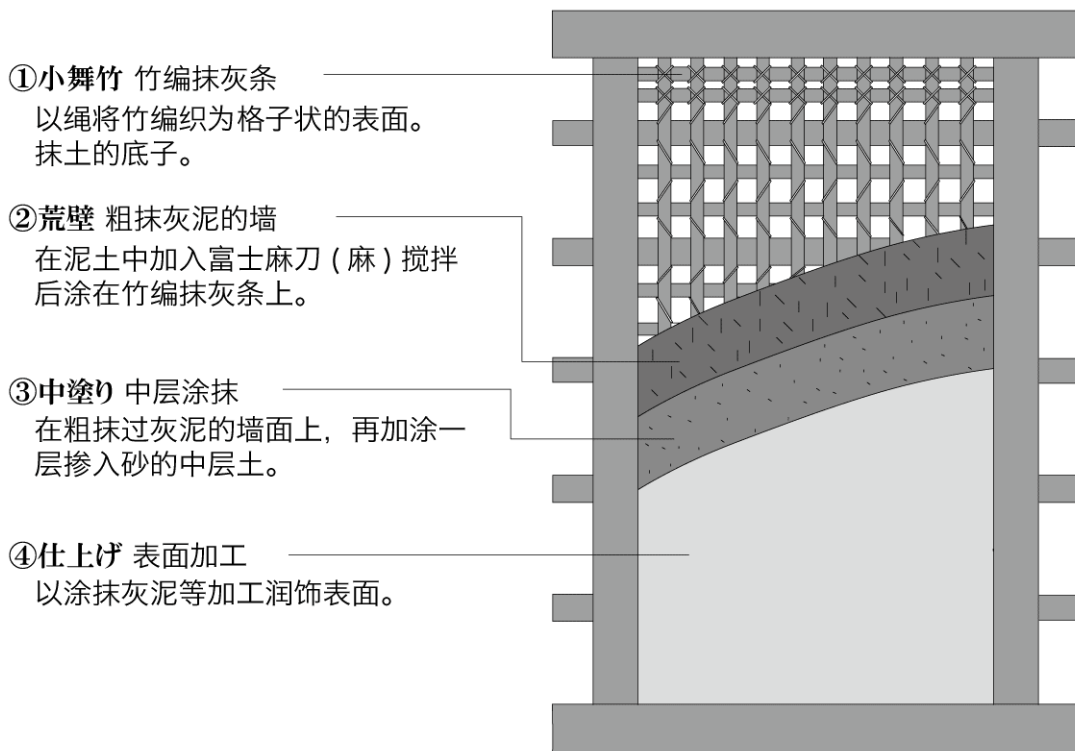 ①小舞竹 竹编抹灰条
以绳将竹编织为格子状的表面。
抹土的底子。
②荒壁 粗抹灰泥的墙
在泥土中加入富士麻刀 ( 麻 ) 搅拌
后涂在竹编抹灰条上。
③中塗り 中层涂抹
在粗抹过灰泥的墙面上，再加涂一
层掺入砂的中层土。
④仕上げ 表面加工
以涂抹灰泥等加工润饰表面。